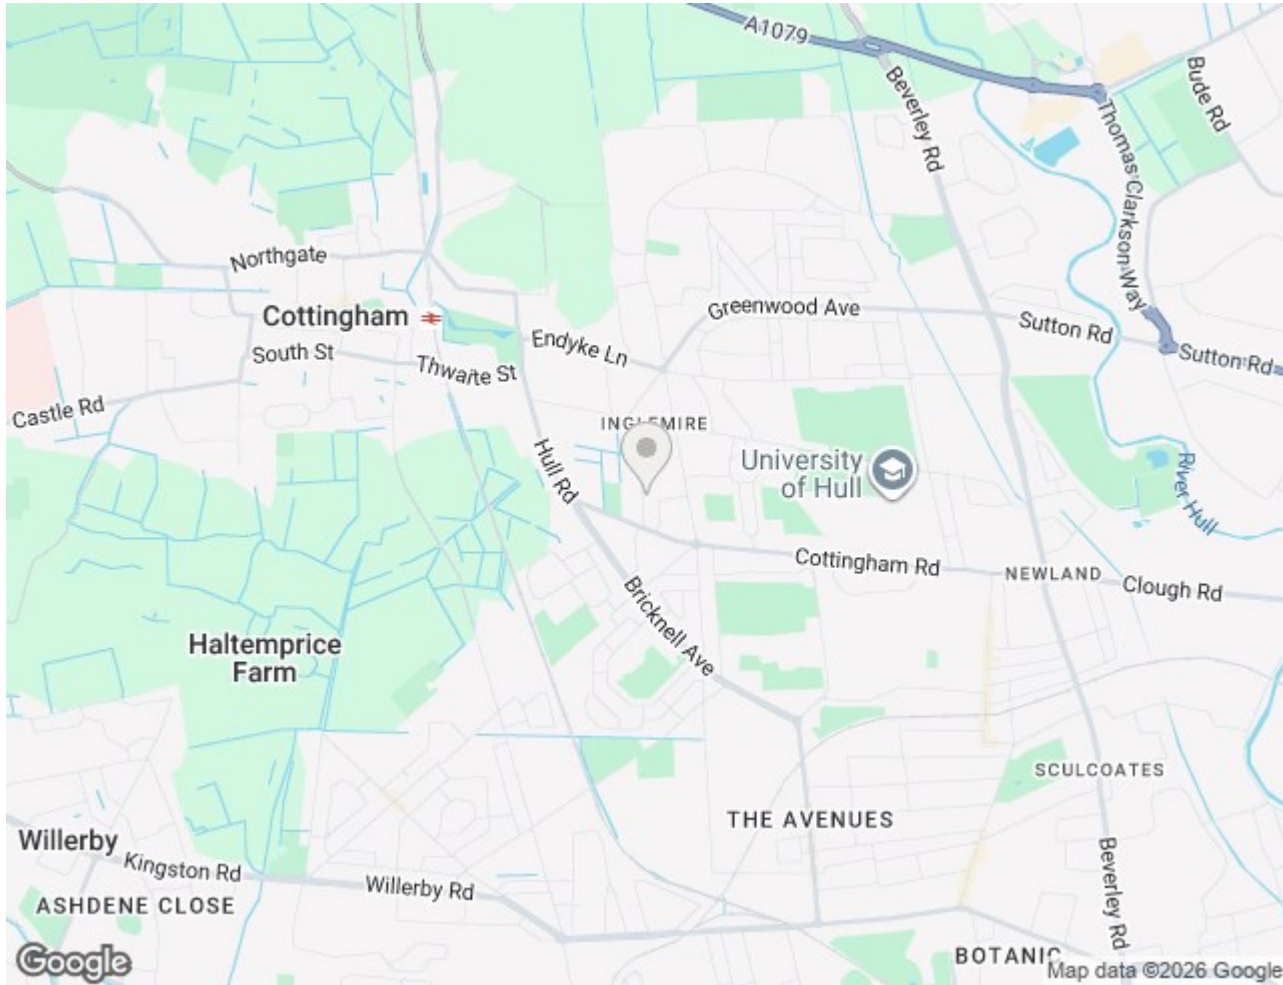 A1079
Beverley Rd
Bude Rd
Thomas Clarkson Way
Northgate
Cottingham
Greenwood Ave
Sutton Rd
Sutton Rd
Endyke Ln
South St
Thwaite St
Castle Rd
INGLEMIRE
Hull Rd
University
of Hull
River Hull
Cottingham Rd
NEWLAND
Clough Rd
Bricknell Ave
Haltemprice
Farm
SCULCOATES
THE AVENUES
Willerby
Kingston Rd
Willerby Rd
Beverley Rd
ASHDENE CLOSE
BOTANIC
Google
Map data ©2026 Google